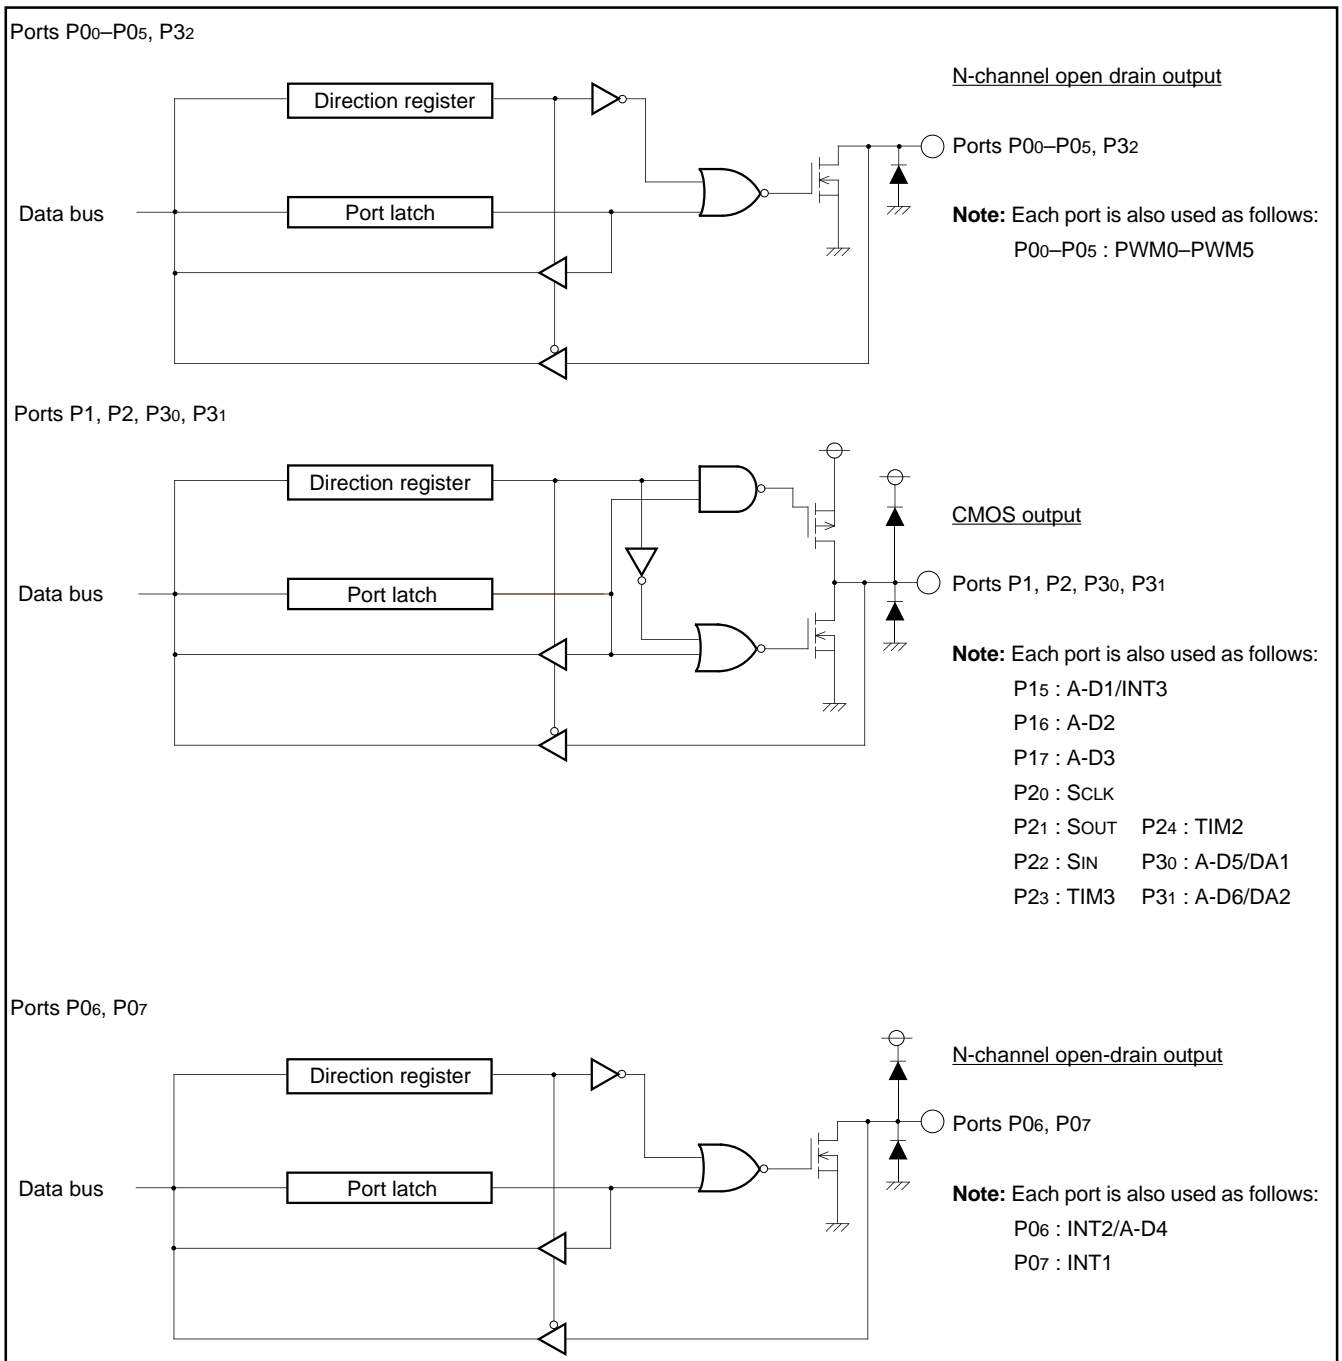 Ports P00–P05, P32
N-channel open drain output
Direction register
Ports P00–P05, P32
Data bus
Port latch
Note: Each port is also used as follows:
P00–P05 : PWM0–PWM5
Ports P1, P2, P30, P31
Direction register
CMOS output
Data bus
Port latch
Ports P1, P2, P30, P31
Note: Each port is also used as follows:
P15 : A-D1/INT3
P16 : A-D2
P17 : A-D3
P20 : SCLK
P21 : SOUT P24 : TIM2
P22 : SIN P30 : A-D5/DA1
P23 : TIM3 P31 : A-D6/DA2
Ports P06, P07
N-channel open-drain output
Direction register
Ports P06, P07
Data bus
Port latch
Note: Each port is also used as follows:
P06 : INT2/A-D4
P07 : INT1